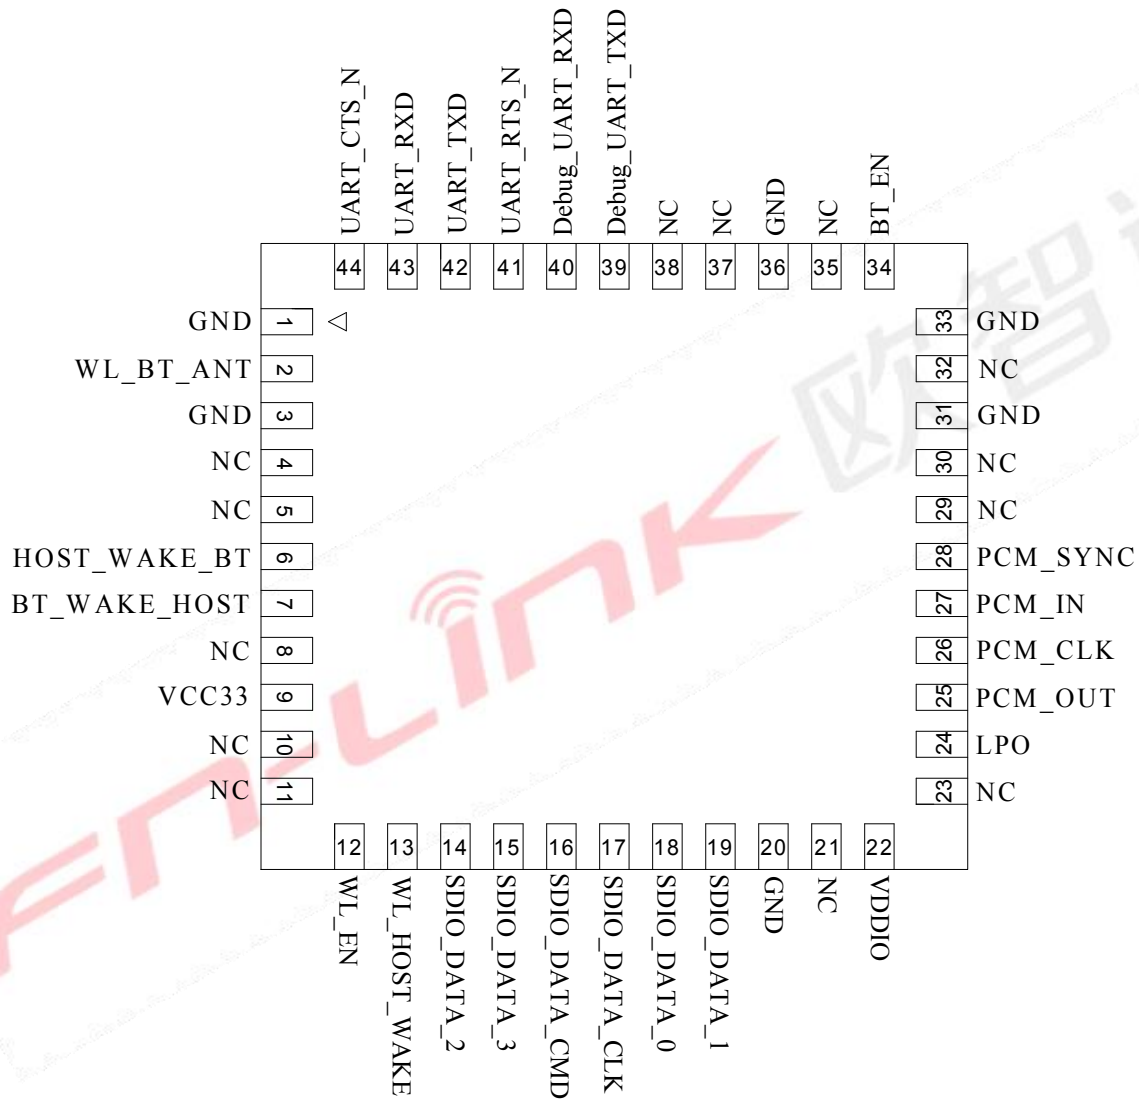 UART_CTS_N
UART_RXD
UART_TXD
UART_RTS_N
Debug_UART_RXD
Debug_UART_TXD
NC
NC
GND
NC
BT_EN
44 43 42 41 40 39 38 37 36 35 34
GND 1
WL_BT_ANT 2
GND 3
NC 4
NC 5
HOST_WAKE_BT 6
BT_WAKE_HOST 7
NC 8
VCC33 9
NC 10
NC 11
33 GND
32 NC
31 GND
30 NC
29 NC
28 PCM_SYNC
27 PCM_IN
26 PCM_CLK
25 PCM_OUT
24 LPO
23 NC
12 13 14 15 16 17 18 19 20 21 22
WL_EN
WL_HOST_WAKE
SDIO_DATA_2
SDIO_DATA_3
SDIO_DATA_CMD
SDIO_DATA_CLK
SDIO_DATA_0
SDIO_DATA_1
GND
NC
VDDIO
Fn-Link 欧智